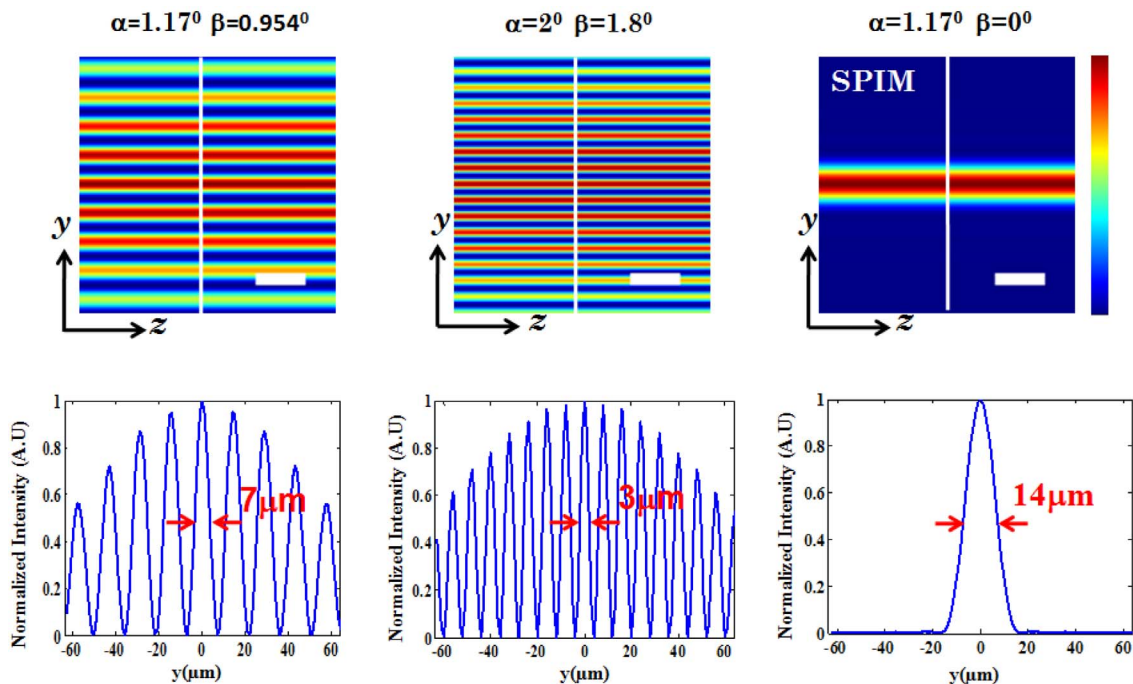 α=1.17⁰ β=0.954⁰
α=2⁰ β=1.8⁰
α=1.17⁰ β=0⁰
SPIM
y
z
y
z
y
z
Normalized Intensity (A.U)
1
0.8
0.6
0.4
0.2
0
7μm
-60 -40 -20 0 20 40 60
y(μm)
Normalized Intensity (A.U)
1
0.8
0.6
0.4
0.2
0
3μm
-60 -40 -20 0 20 40 60
y(μm)
Normalized Intensity (A.U)
1
0.8
0.6
0.4
0.2
0
14μm
-60 -40 -20 0 20 40 60
y(μm)